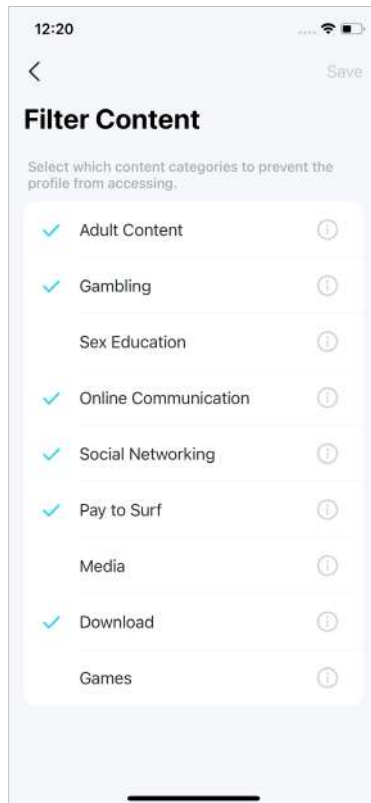 12:20
Save
Filter Content
Select which content categories to prevent the
profile from accessing.
Adult Content
Gambling
Sex Education
Online Communication
Social Networking
Pay to Surf
Media
Download
Games